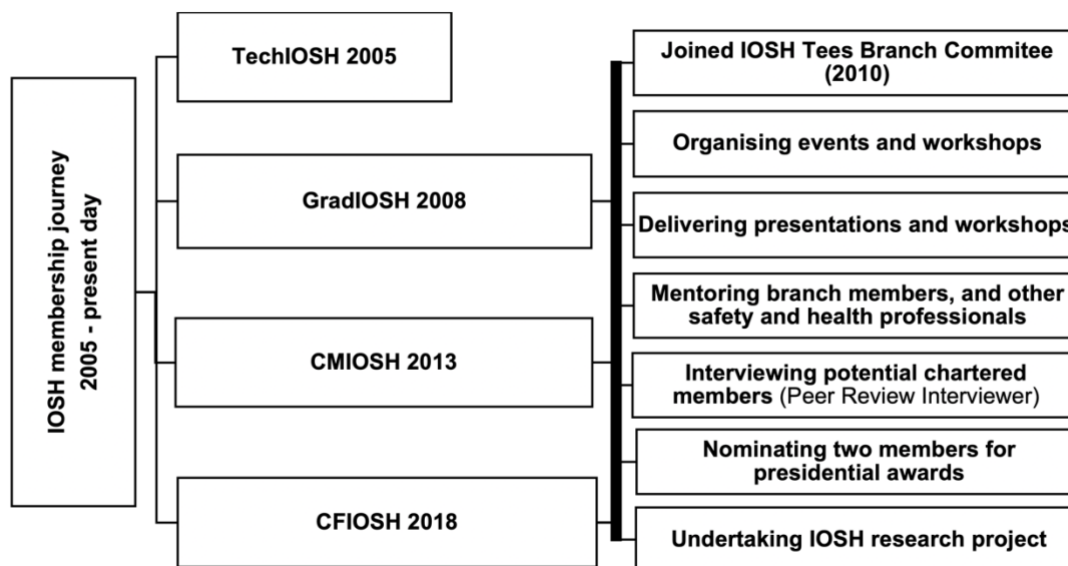 IOSH membership journey
2005 - present day
TechIOSH 2005
GradIOSH 2008
CMIOSH 2013
CFIOSH 2018
Joined IOSH Tees Branch Commitee
(2010)
Organising events and workshops
Delivering presentations and workshops
Mentoring branch members, and other
safety and health professionals
Interviewing potential chartered
members (Peer Review Interviewer)
Nominating two members for
presidential awards
Undertaking IOSH research project